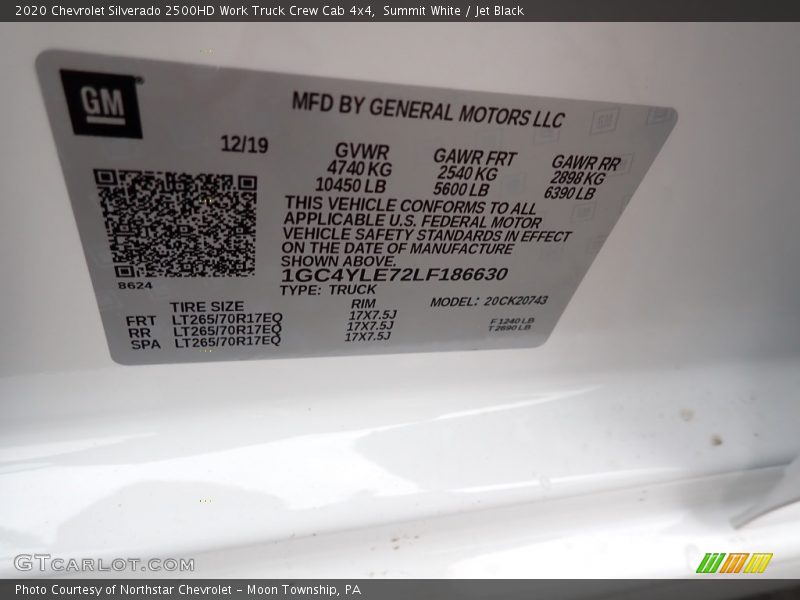 2020 Chevrolet Silverado 2500HD Work Truck Crew Cab 4x4, Summit White / Jet Black
GM
MFD BY GENERAL MOTORS LLC
12/19
GVWR
4740 KG
10450 LB
GAWR FRT
2540 KG
5600 LB
GAWR RR
2898 KG
6390 LB
THIS VEHICLE CONFORMS TO ALL
APPLICABLE U.S. FEDERAL MOTOR
VEHICLE SAFETY STANDARDS IN EFFECT
ON THE DATE OF MANUFACTURE
SHOWN ABOVE.
1GC4YLE72LF186630
8624
TYPE: TRUCK
MODEL: 20CK20743
TIRE SIZE RIM
FRT LT265/70R17EQ 17X7.5J
RR LT265/70R17EQ 17X7.5J
SPA LT265/70R17EQ 17X7.5J
F 1240 LB
T 2690 LB
GTCARLOT.COM
Photo Courtesy of Northstar Chevrolet - Moon Township, PA